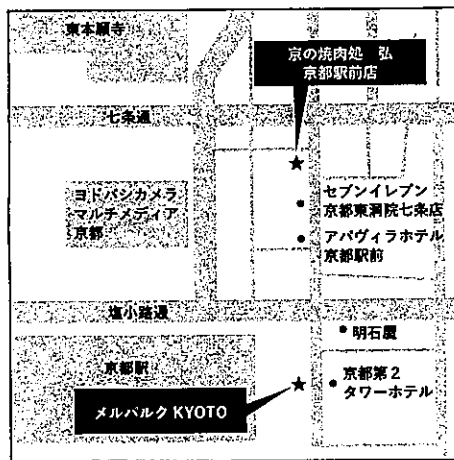 東本願寺
京の焼肉処　弘
京都駅前店
七条通
ヨドバシカメラ
マルチメディア
京都
セブンイレブン
京都東洞院七条店
アパヴィラホテル
京都駅前
塩小路通
明石屋
京都駅
京都第２
タワーホテル
メルパルク KYOTO